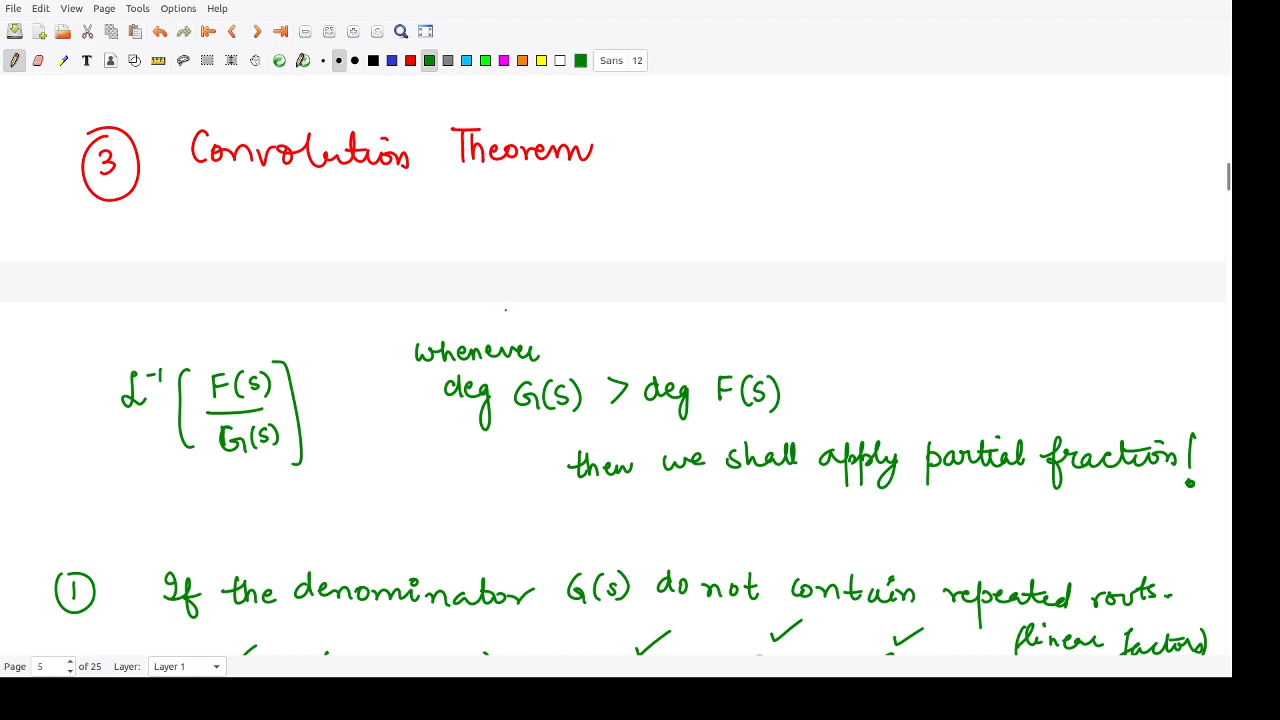 File Edit View Page Tools Options Help
T Sans 12
3 Convolution Theorem
whenever
ℒ⁻¹ [F(s) / G(s)] deg G(s) > deg F(s)
then we shall apply partial fraction!
1 If the denominator G(s) do not contain repeated roots.
(linear factors)
Page 5 of 25 Layer: Layer 1